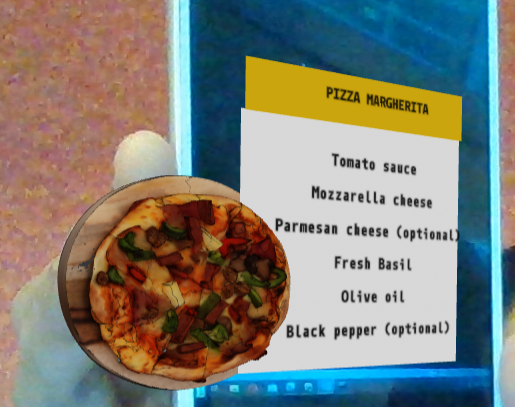 PIZZA MARGHERITA
Tomato sauce
Mozzarella cheese
Parmesan cheese (optional)
Fresh Basil
Olive oil
Black pepper (optional)